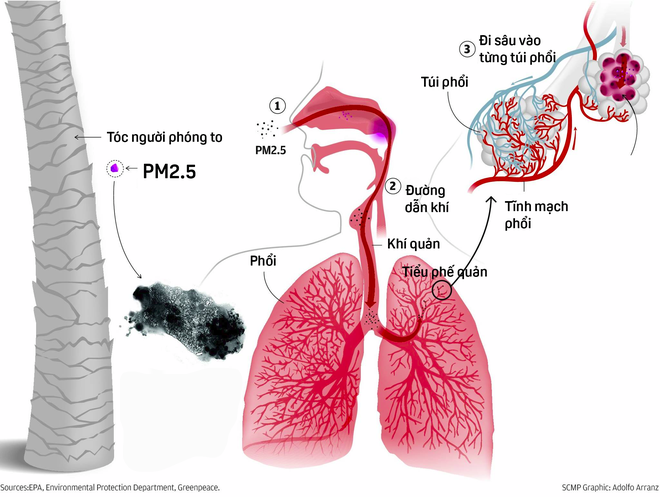 Tóc người phóng to
PM2.5
1
PM2.5
2
Đường
dẫn khí
Khí quản
Phổi
Tiểu phế quản
3
Đi sâu vào
từng túi phổi
Túi phổi
Tĩnh mạch
phổi
Sources:EPA, Environmental Protection Department, Greenpeace.
SCMP Graphic: Adolfo Arranz